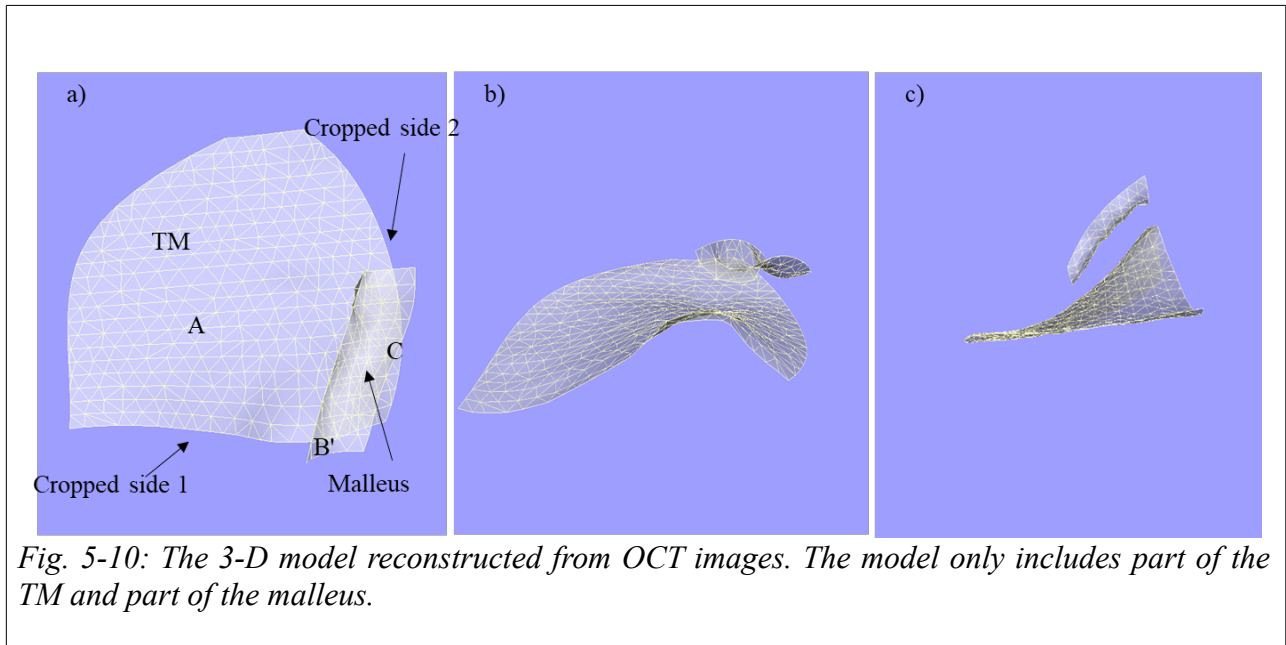 a)
b)
c)
Cropped side 2
TM
A
C
B'
Cropped side 1
Malleus
Fig. 5-10: The 3-D model reconstructed from OCT images. The model only includes part of the
TM and part of the malleus.